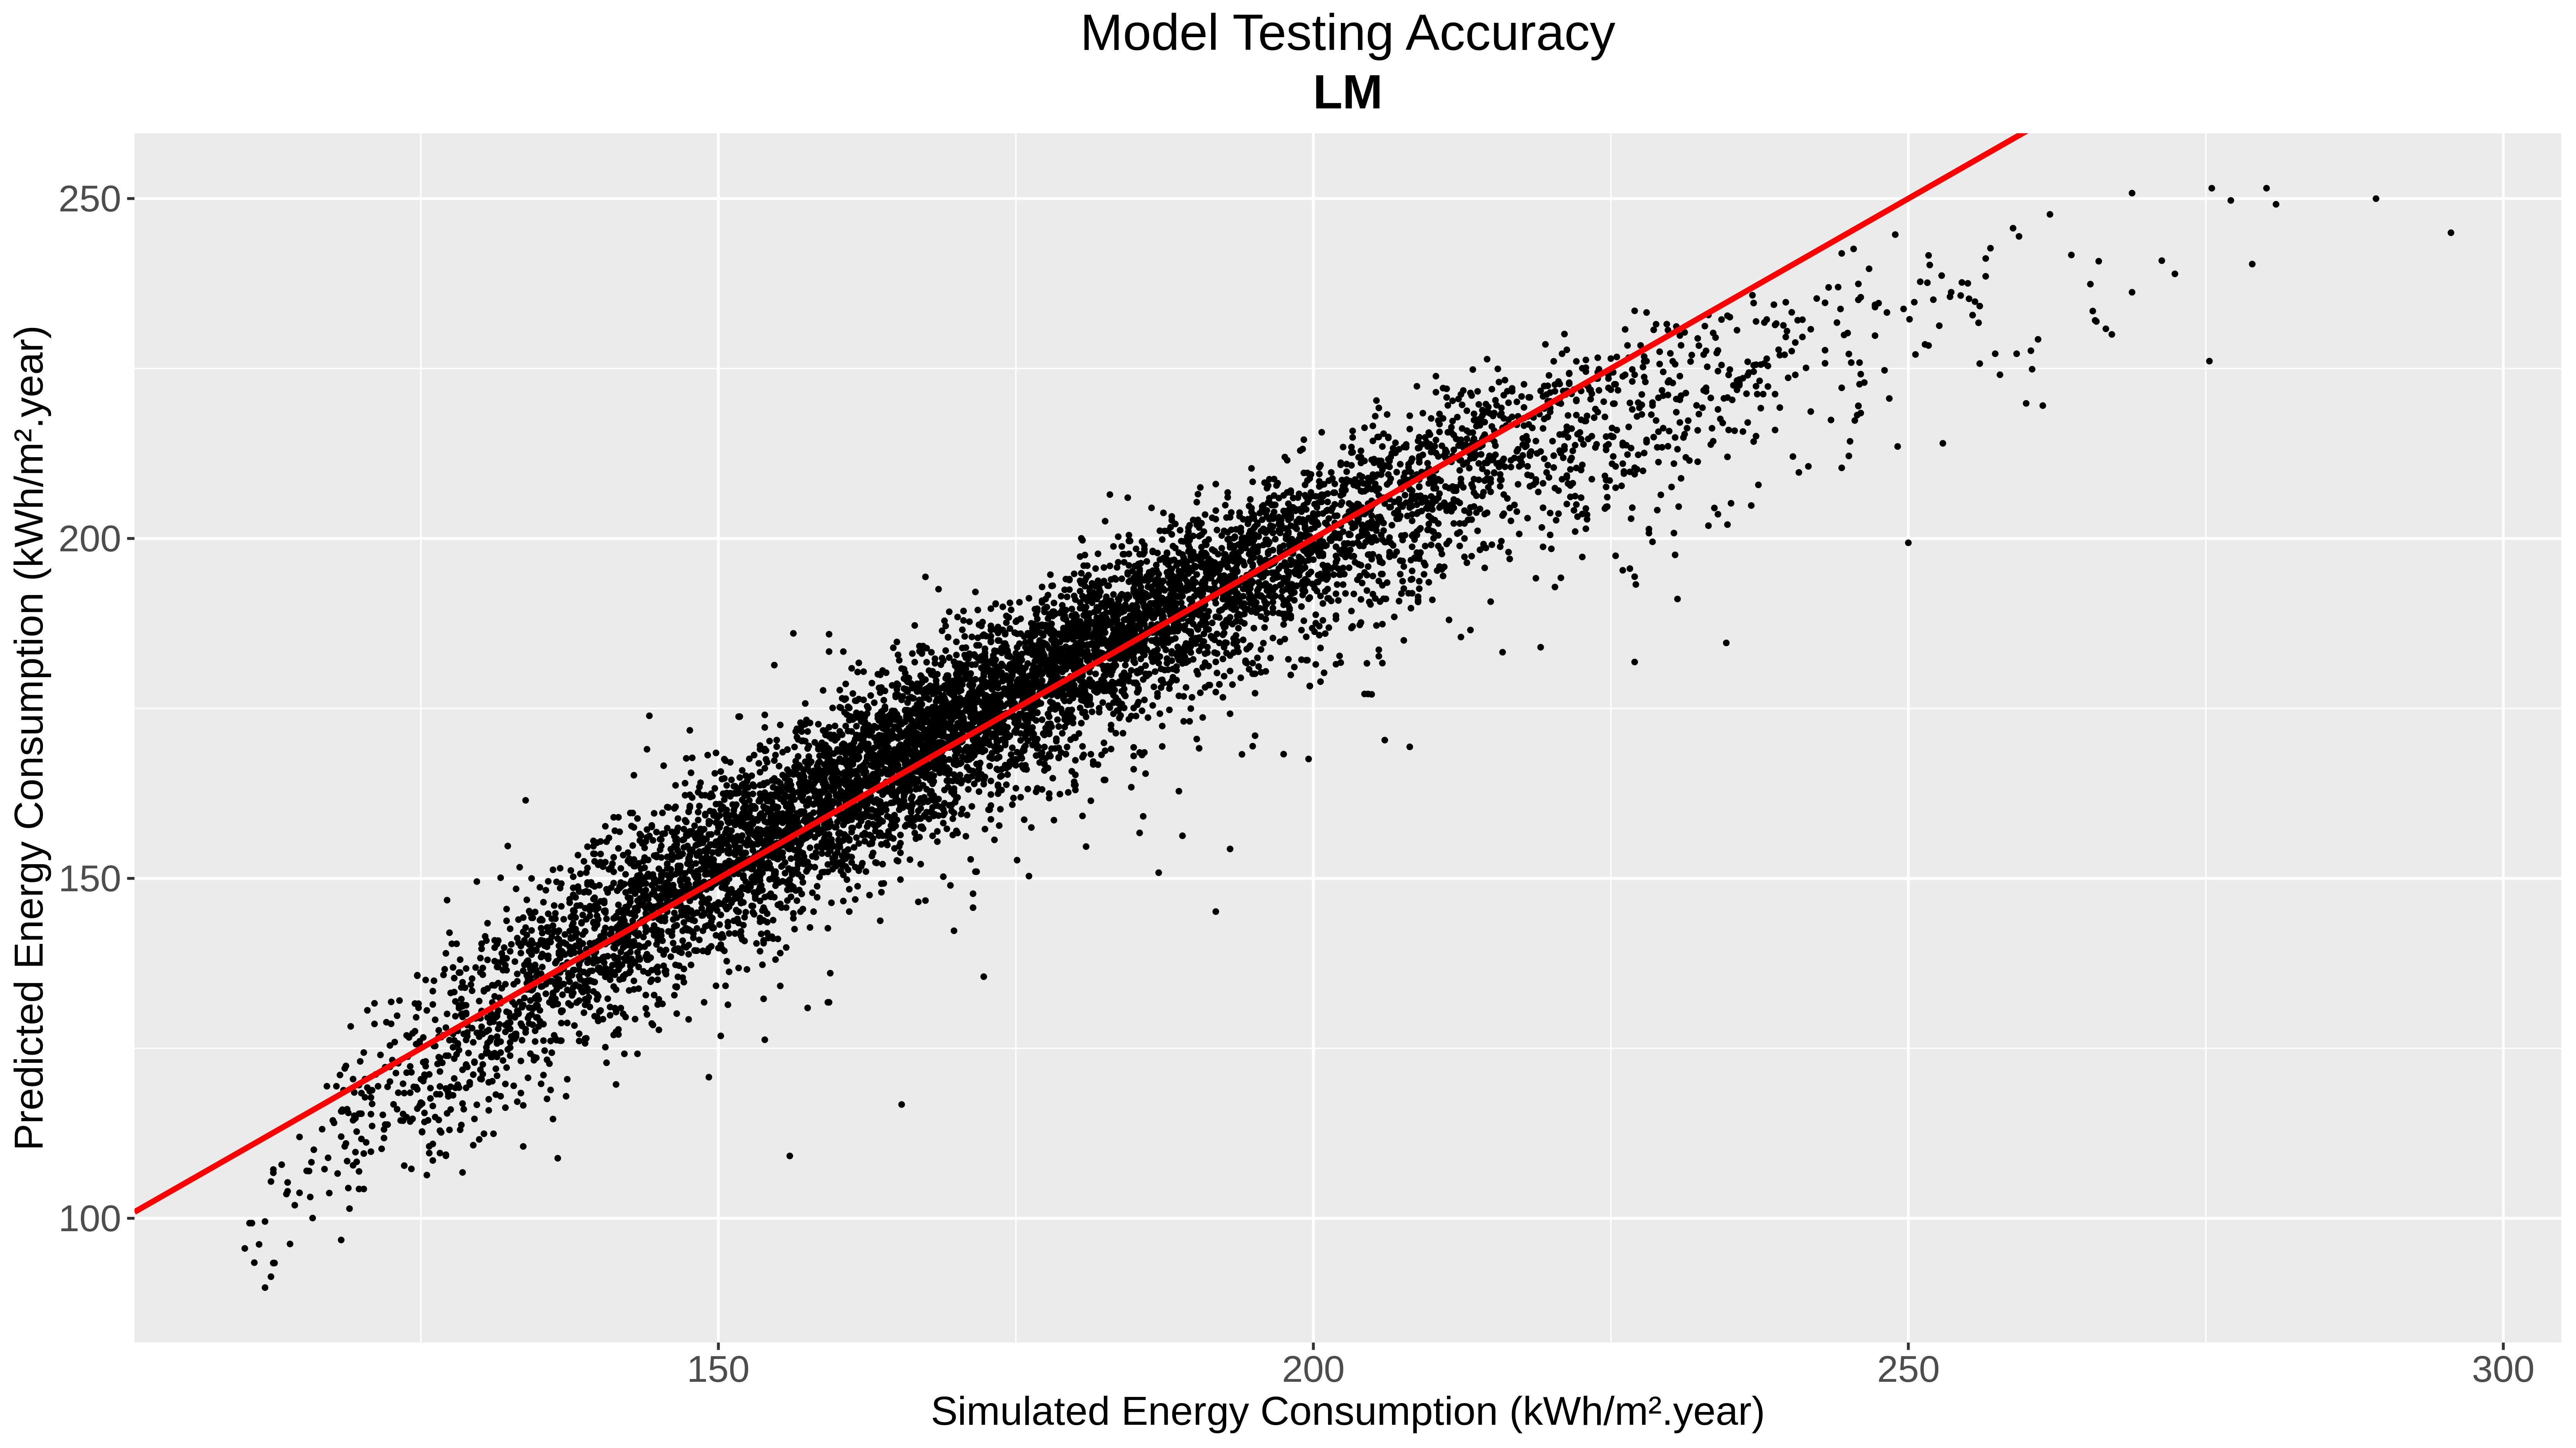 Model Testing Accuracy
LM
Predicted Energy Consumption (kWh/m².year)
250
200
150
100
150
200
250
300
Simulated Energy Consumption (kWh/m².year)